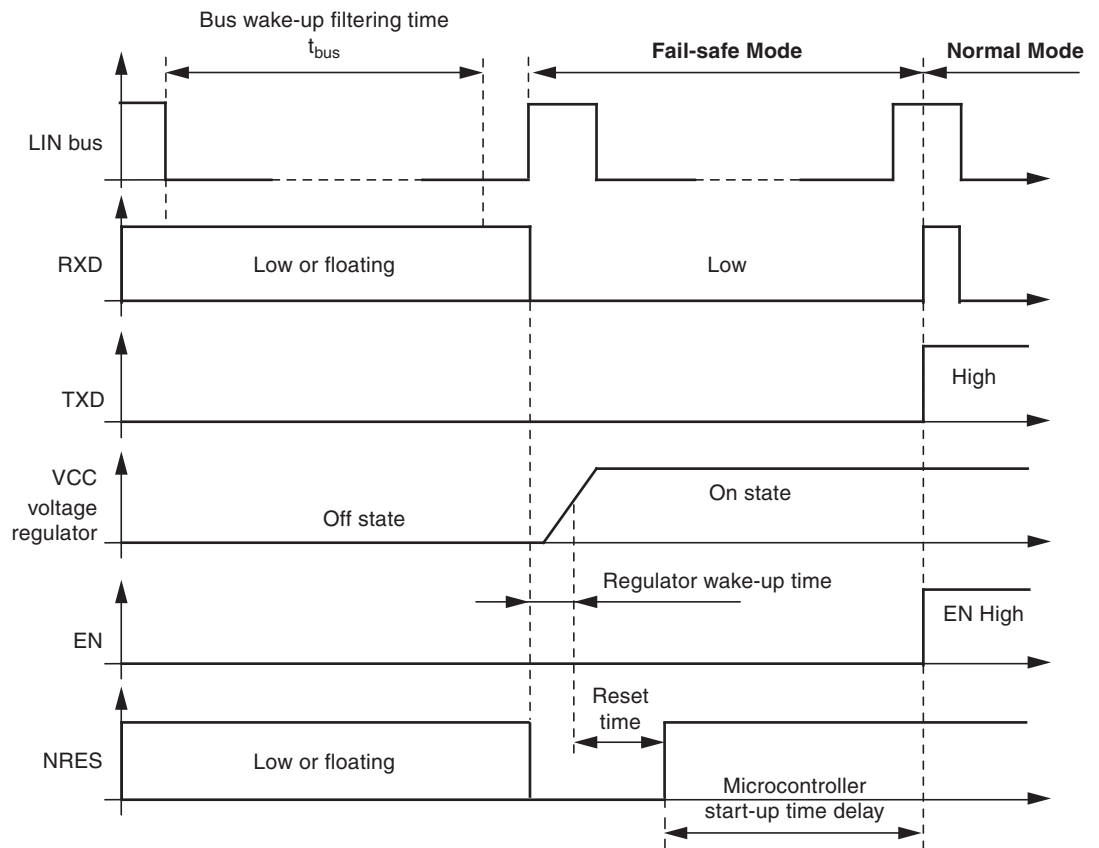 Bus wake-up filtering time
tbus
Fail-safe Mode
Normal Mode
LIN bus
RXD
Low or floating
Low
TXD
High
VCC
voltage
regulator
Off state
On state
Regulator wake-up time
EN
EN High
Reset
time
NRES
Low or floating
Microcontroller
start-up time delay